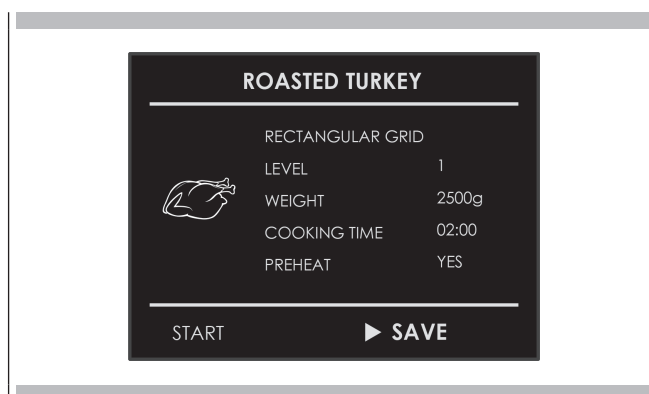 ROASTED TURKEY
RECTANGULAR GRID
LEVEL 1
WEIGHT 2500g
COOKING TIME 02:00
PREHEAT YES
START ▶ SAVE